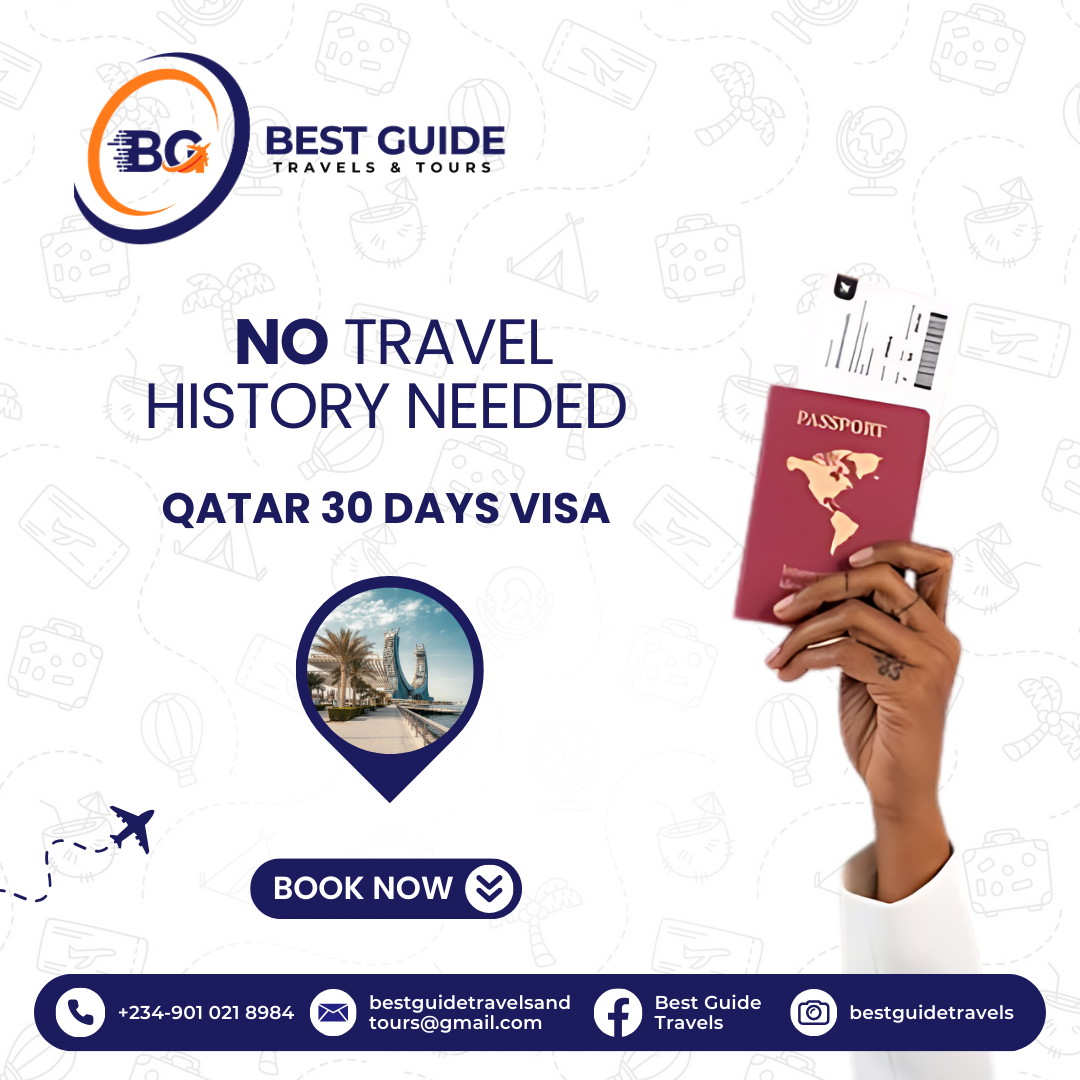 BG
BEST GUIDE
TRAVELS & TOURS
NO TRAVEL
HISTORY NEEDED
QATAR 30 DAYS VISA
PASSPORT
BOOK NOW
+234-901 021 8984
bestguidetravelsand
tours@gmail.com
Best Guide
Travels
bestguidetravels